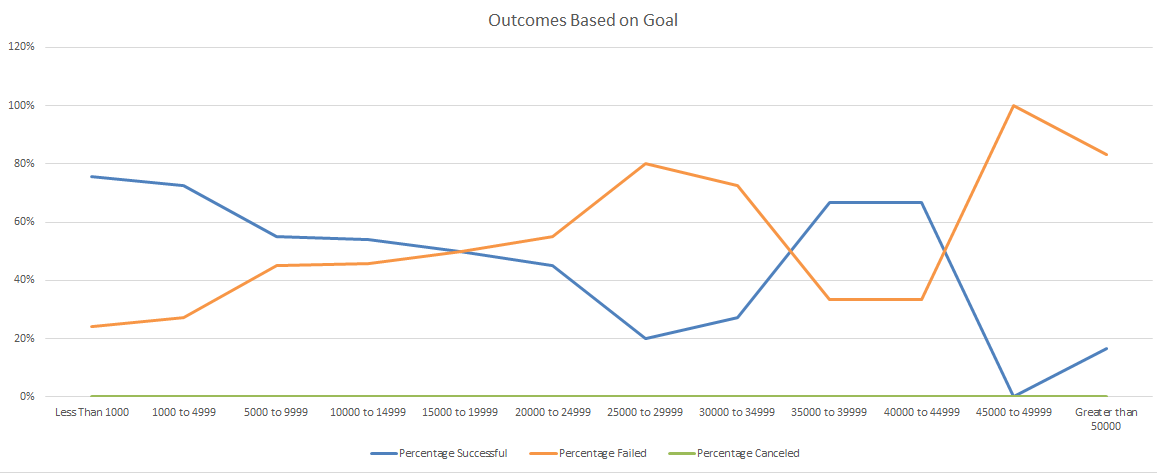 Outcomes Based on Goal
120%
100%
80%
60%
40%
20%
0%
Less Than 1000 1000 to 4999 5000 to 9999 10000 to 14999 15000 to 19999 20000 to 24999 25000 to 29999 30000 to 34999 35000 to 39999 40000 to 44999 45000 to 49999 Greater than
50000
Percentage Successful Percentage Failed Percentage Canceled